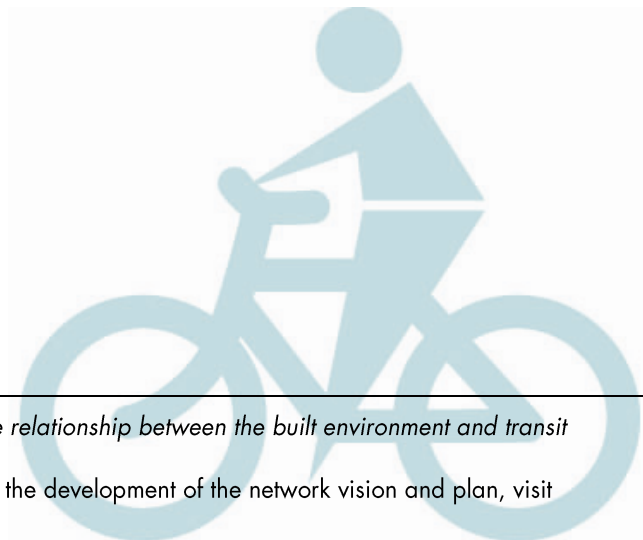 relationship between the built environment and transit
the development of the network vision and plan, visit